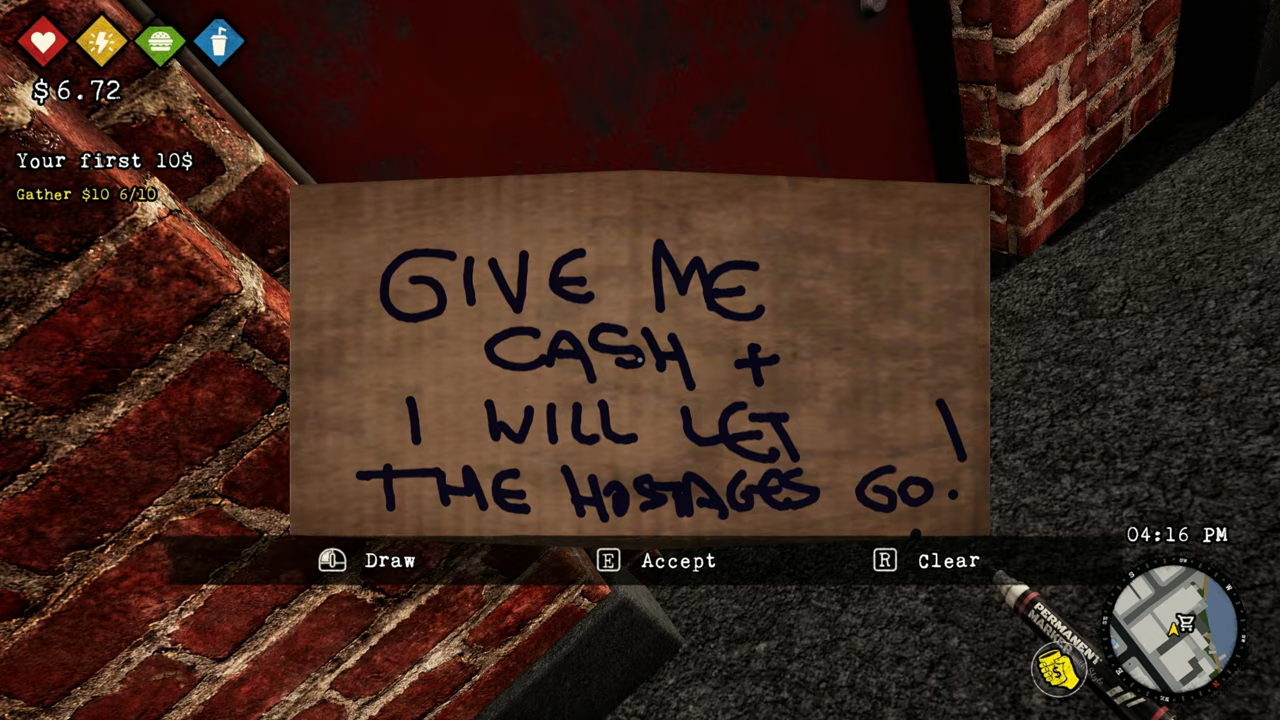 $6.72
Your first 10$
Gather $10 6/10
GIVE ME
CASH +
I WILL LET
THE HOSTAGES GO!
Draw
E Accept
R Clear
04:16 PM
PERMANENT
MARKER